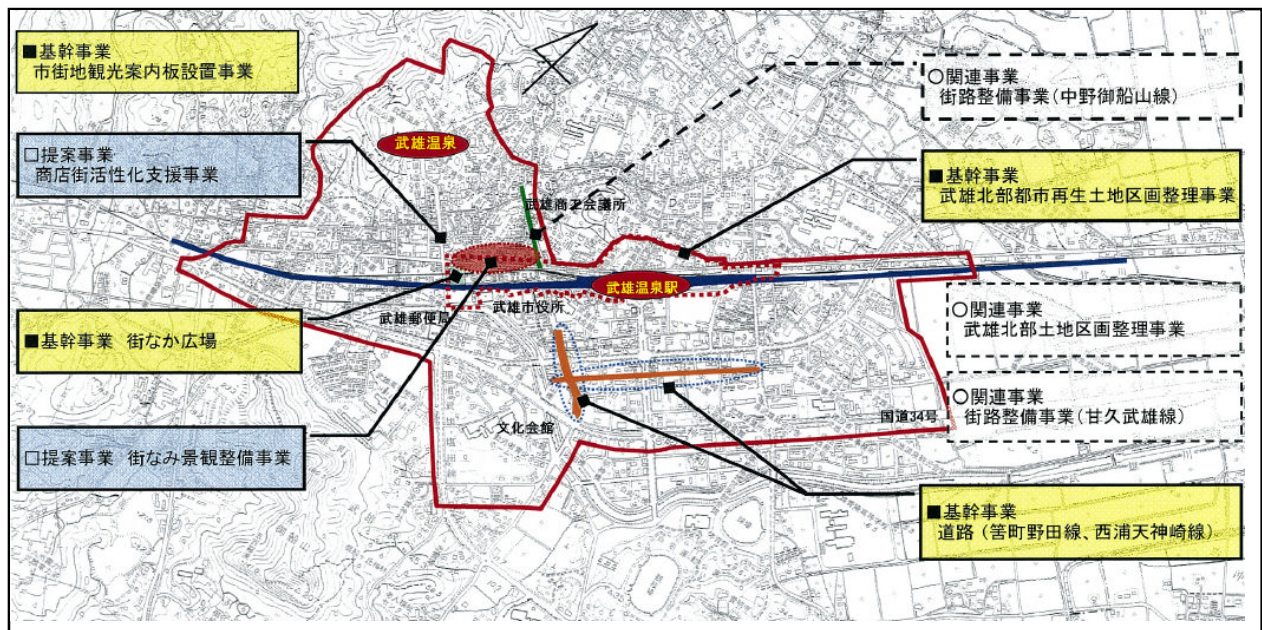 ■基幹事業
市街地観光案内板設置事業
□提案事業
商店街活性化支援事業
■基幹事業 街なか広場
□提案事業 街なみ景観整備事業
武雄温泉
武雄商工会議所
武雄温泉駅
武雄郵便局
武雄市役所
文化会館
国道34号
○関連事業
街路整備事業(中野御船山線)
■基幹事業
武雄北部都市再生土地区画整理事業
○関連事業
武雄北部土地区画整理事業
○関連事業
街路整備事業(甘久武雄線)
■基幹事業
道路(筈町野田線、西浦天神崎線)